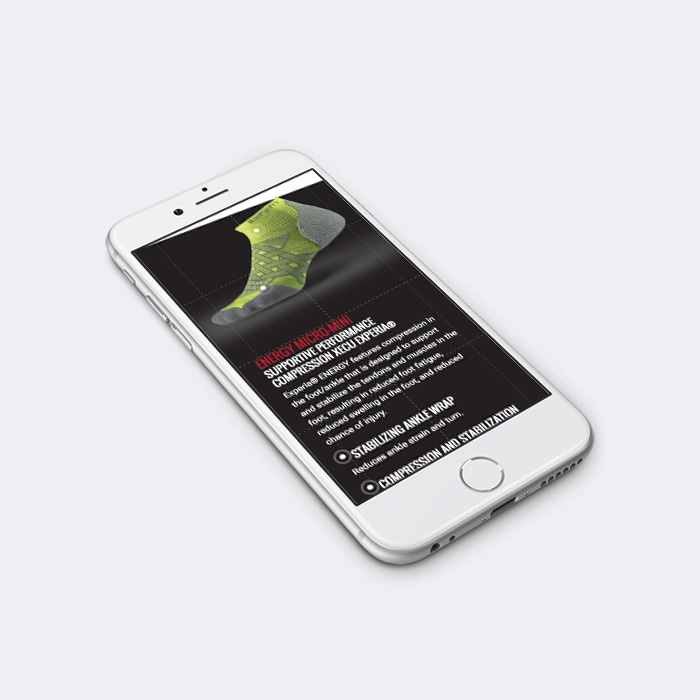 ENERGY MICRO-MINI
SUPPORTIVE PERFORMANCE
COMPRESSION XECU EXPERIA®
Experia® ENERGY features compression in
the foot/ankle that is designed to support
and stabilize the tendons and muscles in the
foot, resulting in reduced foot fatigue,
reduced swelling in the foot, and reduced
chance of injury.
STABILIZING ANKLE WRAP
Reduces ankle strain and turn.
COMPRESSION AND STABILIZATION